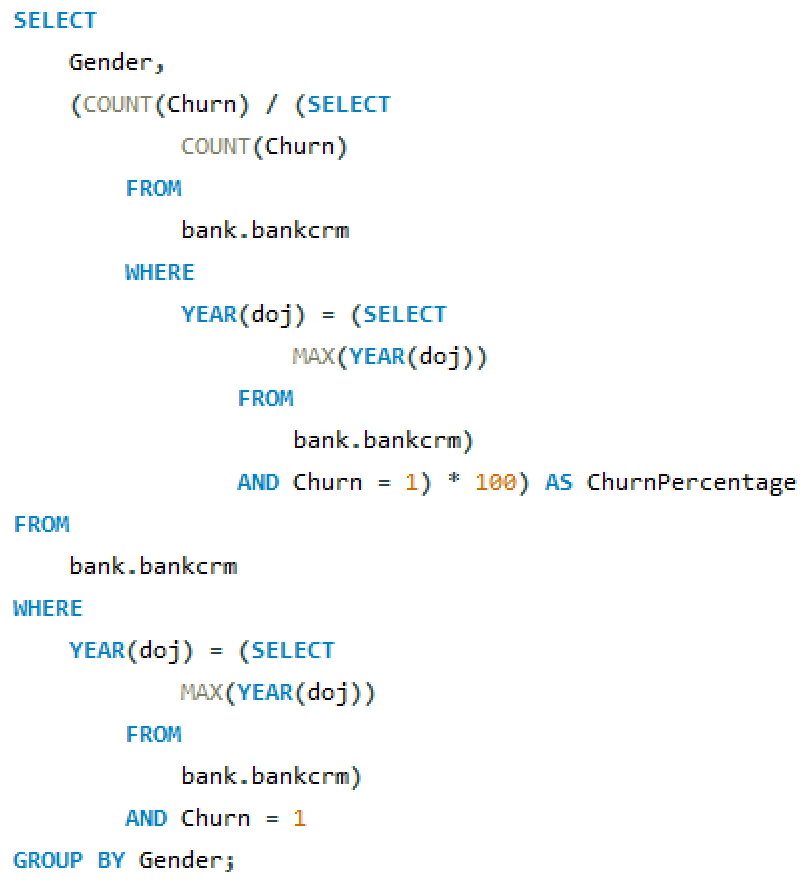 SELECT
Gender,
(COUNT(Churn) / (SELECT
COUNT(Churn)
FROM
bank.bankcrm
WHERE
YEAR(doj) = (SELECT
MAX(YEAR(doj))
FROM
bank.bankcrm)
AND Churn = 1) * 100) AS ChurnPercentage
FROM
bank.bankcrm
WHERE
YEAR(doj) = (SELECT
MAX(YEAR(doj))
FROM
bank.bankcrm)
AND Churn = 1
GROUP BY Gender;